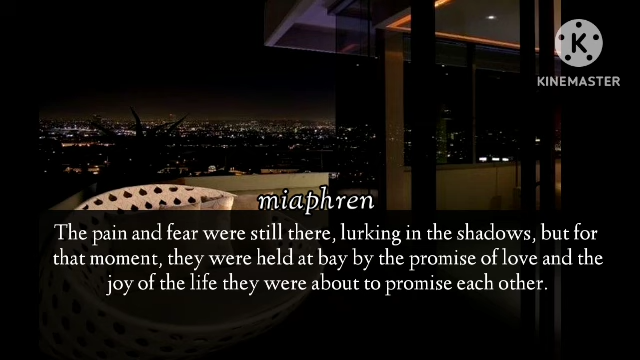 K
KINEMASTER
miaphren
The pain and fear were still there, lurking in the shadows, but for
that moment, they were held at bay by the promise of love and the
joy of the life they were about to promise each other.